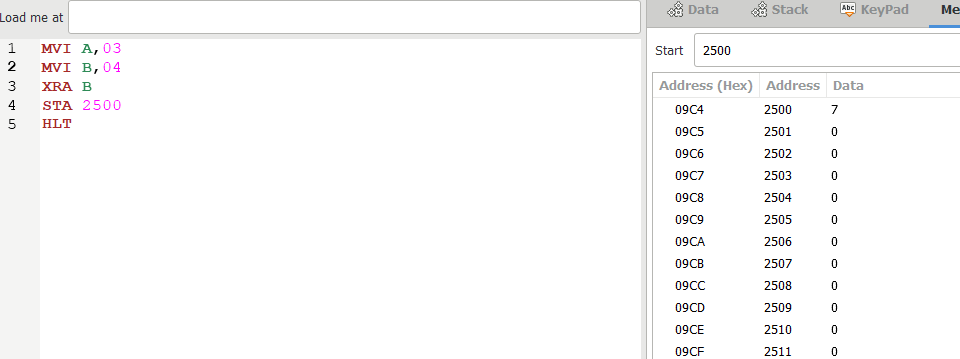 Load me at
1 MVI A,03
2 MVI B,04
3 XRA B
4 STA 2500
5 HLT
Data Stack Abc KeyPad Me
Start 2500
Address (Hex) Address Data
09C4 2500 7
09C5 2501 0
09C6 2502 0
09C7 2503 0
09C8 2504 0
09C9 2505 0
09CA 2506 0
09CB 2507 0
09CC 2508 0
09CD 2509 0
09CE 2510 0
09CF 2511 0